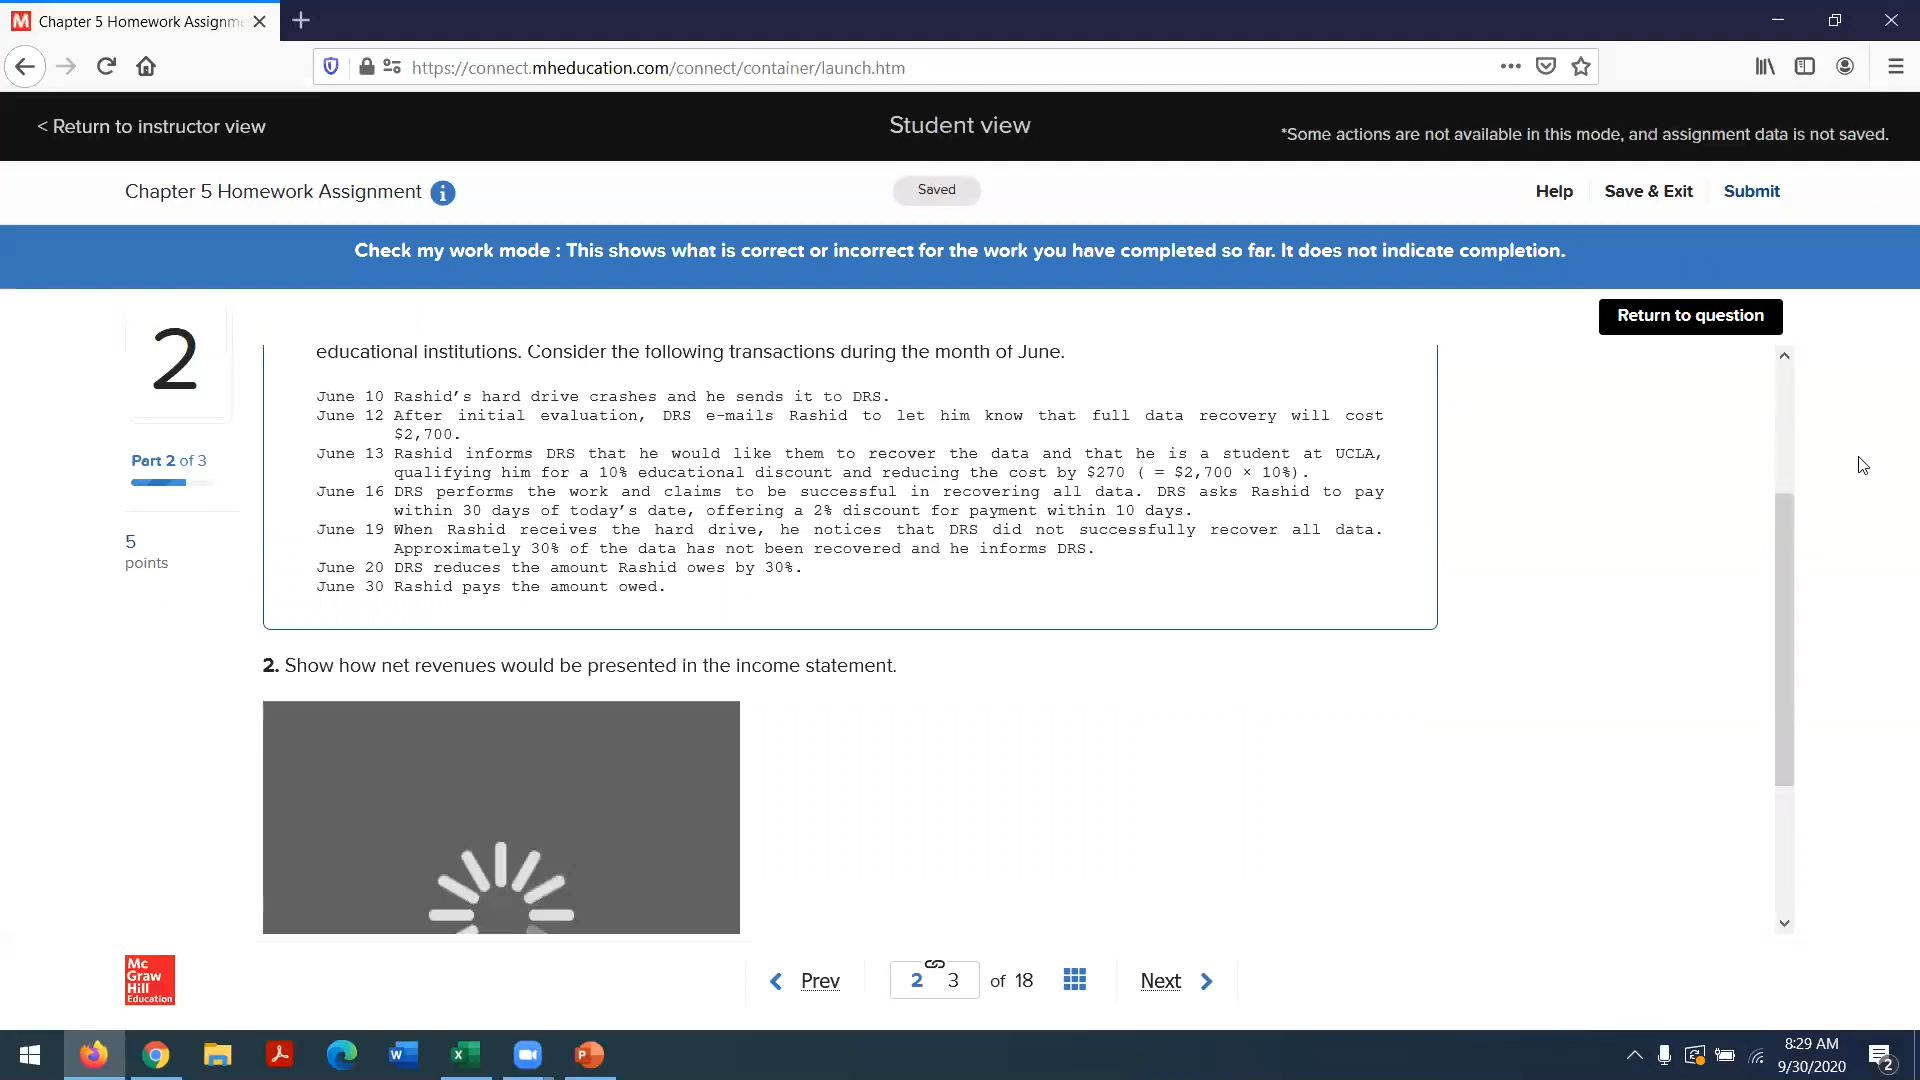 Chapter 5 Homework Assignme
https://connect.mheducation.com/connect/container/launch.htm
< Return to instructor view
Student view
*Some actions are not available in this mode, and assignment data is not saved.
Chapter 5 Homework Assignment
i
Saved
Help
Save & Exit
Submit
Check my work mode : This shows what is correct or incorrect for the work you have completed so far. It does not indicate completion.
2
Return to question
Part 2 of 3
5
points
educational institutions. Consider the following transactions during the month of June.
June 10 Rashid's hard drive crashes and he sends it to DRS.
June 12 After initial evaluation, DRS e-mails Rashid to let him know that full data recovery will cost
$2,700.
June 13 Rashid informs DRS that he would like them to recover the data and that he is a student at UCLA,
qualifying him for a 10% educational discount and reducing the cost by $270 ( = $2,700 × 10%).
June 16 DRS performs the work and claims to be successful in recovering all data. DRS asks Rashid to pay
within 30 days of today's date, offering a 2% discount for payment within 10 days.
June 19 When Rashid receives the hard drive, he notices that DRS did not successfully recover all data.
Approximately 30% of the data has not been recovered and he informs DRS.
June 20 DRS reduces the amount Rashid owes by 30%.
June 30 Rashid pays the amount owed.
2. Show how net revenues would be presented in the income statement.
Mc
Graw
Hill
Education
Prev
2 3 of 18
Next
8:29 AM
9/30/2020
2